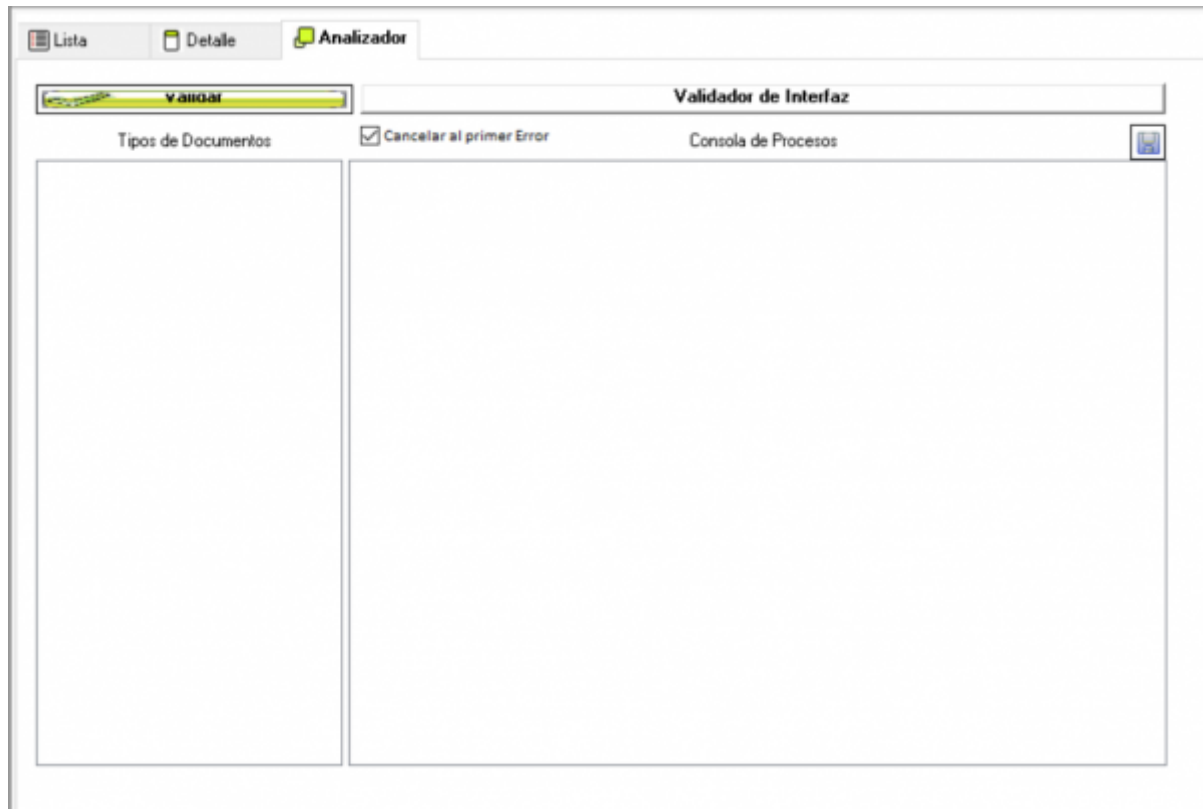 Lista
Detalle
Analizador
Validar
Validador de Interfaz
Tipos de Documentos
Cancelar al primer Error
Consola de Procesos